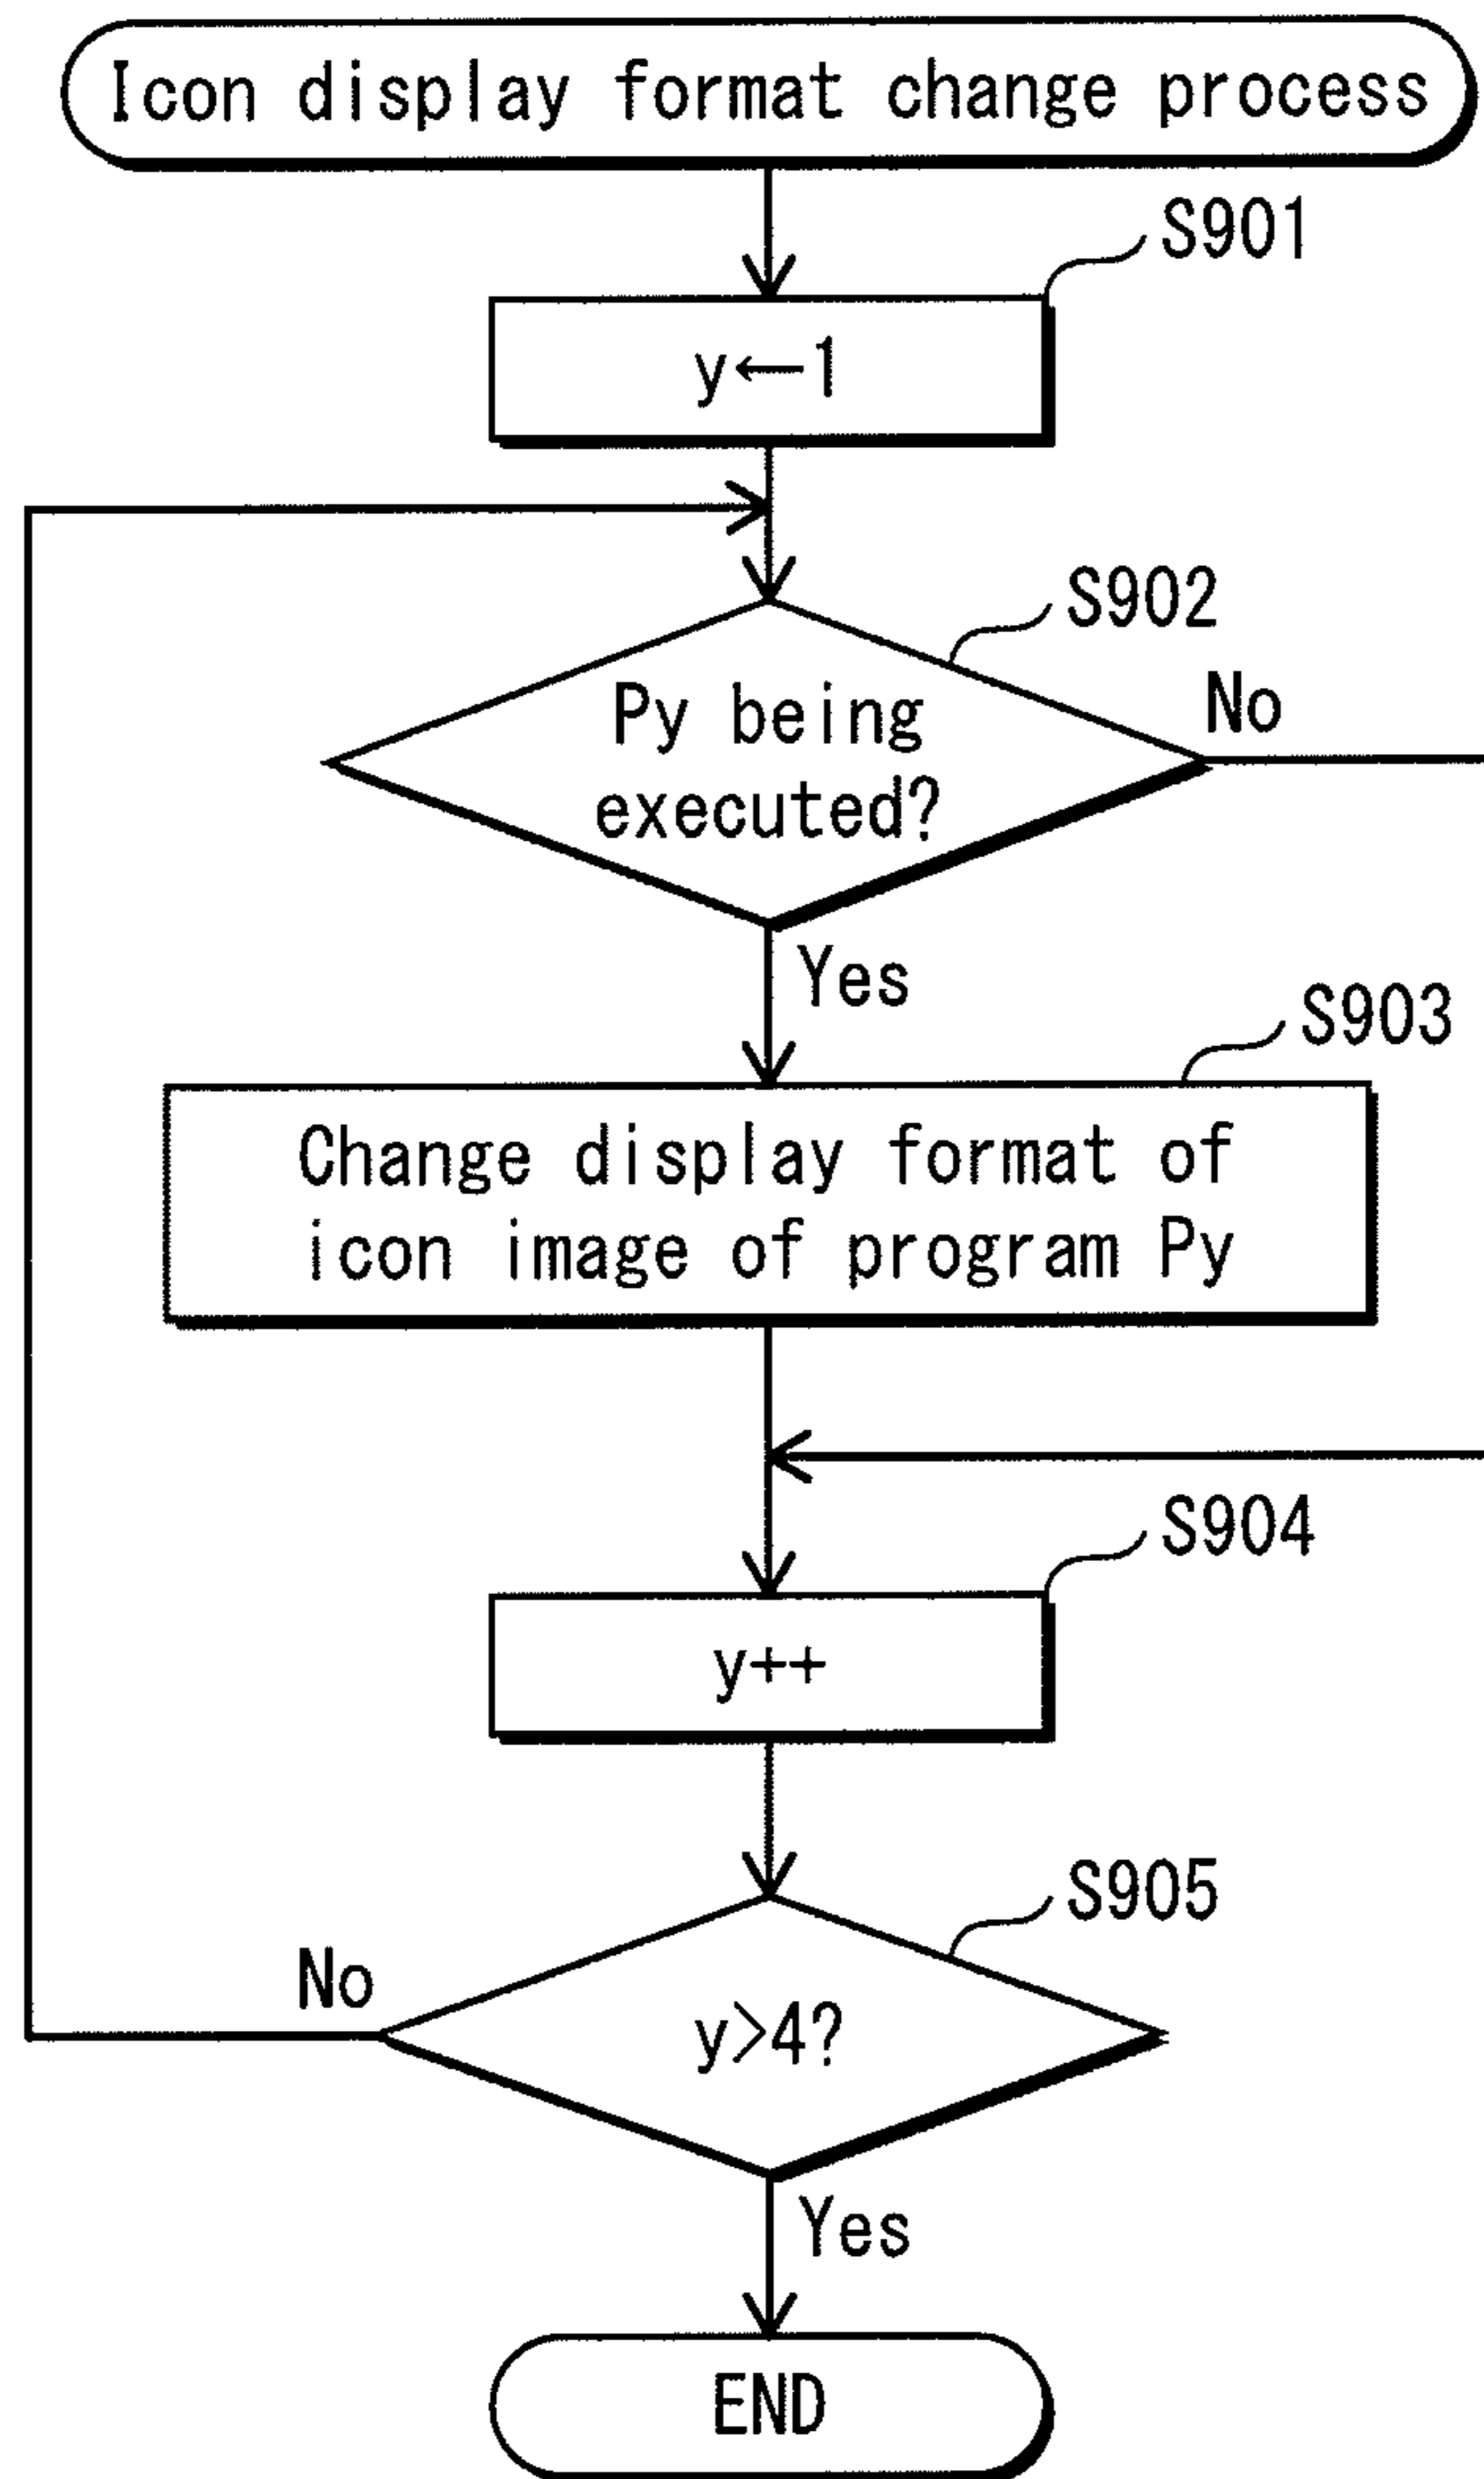 Icon display format change process
S901
y←1
S902
Py being
executed?
No
Yes
S903
Change display format of
icon image of program Py
S904
y++
S905
No
y>4?
Yes
END